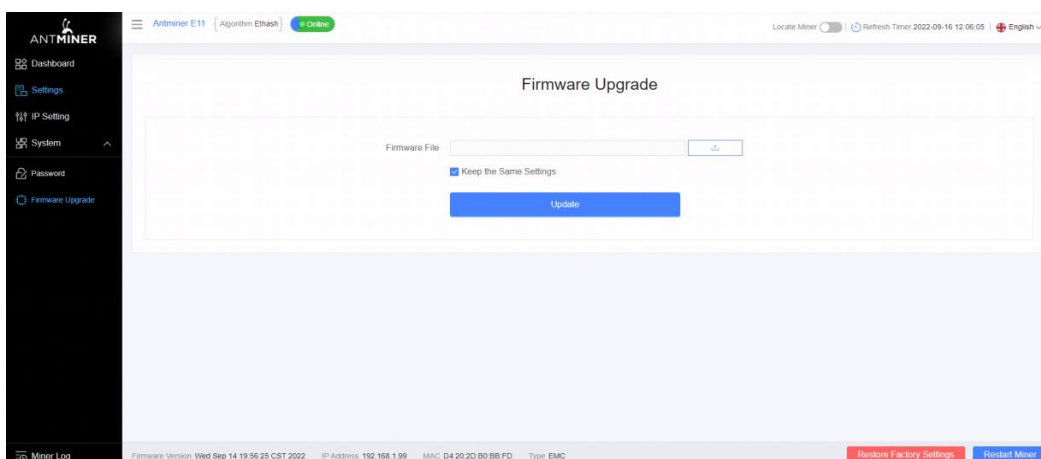 ANTMINER
Antminer E11 { Algorithm Ethash } Online
Locate Miner Refresh Timer 2022-09-16 12:06:05 English
Dashboard
Settings
IP Setting
System
Password
Firmware Upgrade
Firmware Upgrade
Firmware File
Keep the Same Settings
Update
Miner Log
Firmware Version Wed Sep 14 19:56:25 CST 2022 IP Address 192.168.1.99 MAC D4:20:2D:B0:BB:FD Type EMC
Restore Factory Settings
Restart Miner